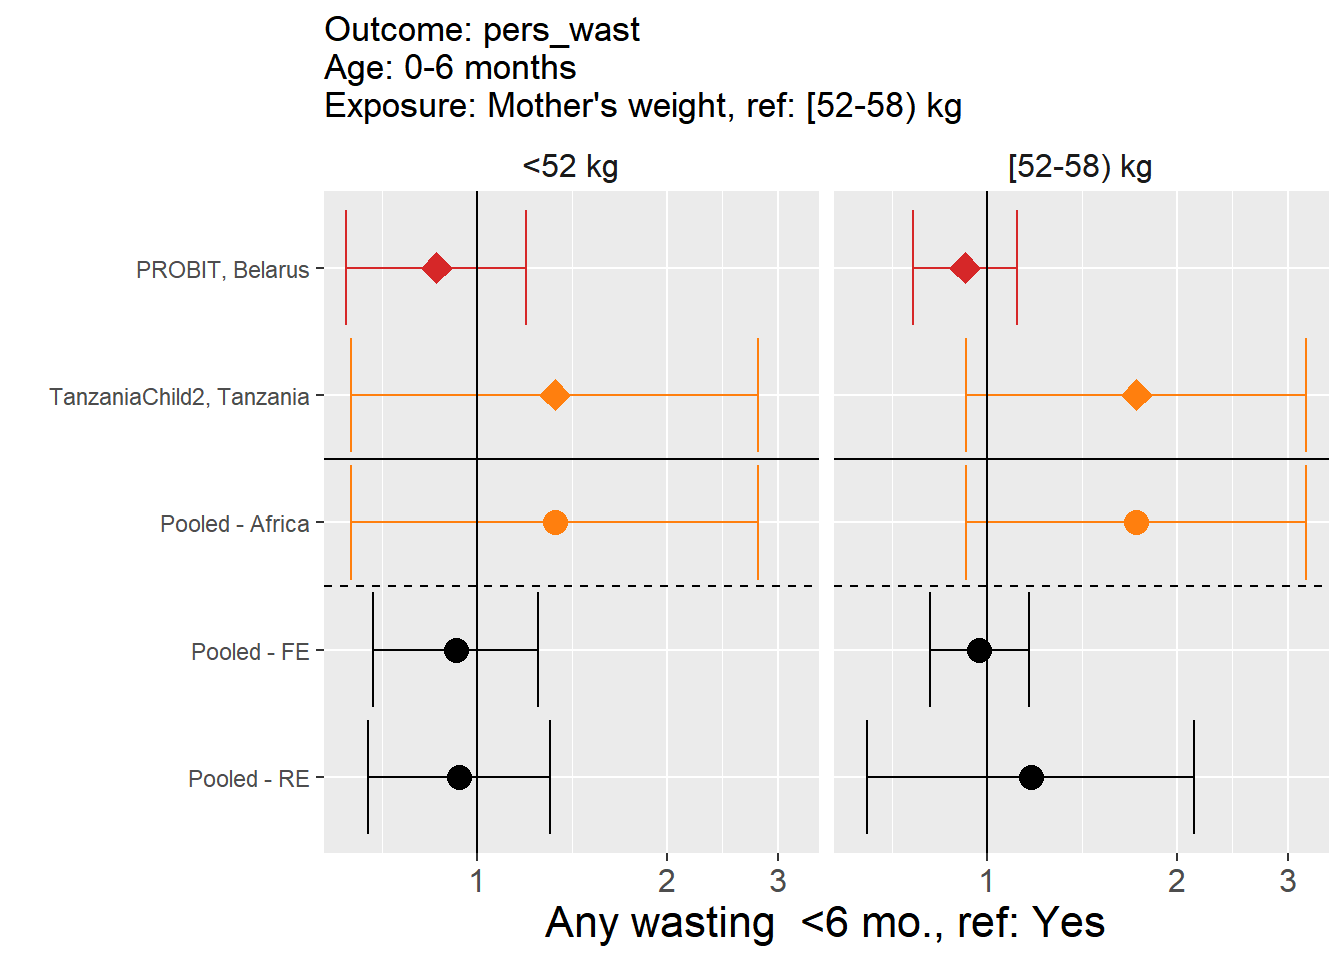 Outcome: pers_wast
Age: 0-6 months
Exposure: Mother's weight, ref: [52-58) kg
<52 kg
[52-58) kg
PROBIT, Belarus
TanzaniaChild2, Tanzania
Pooled - Africa
Pooled - FE
Pooled - RE
1 2 3
1 2 3
Any wasting  <6 mo., ref: Yes